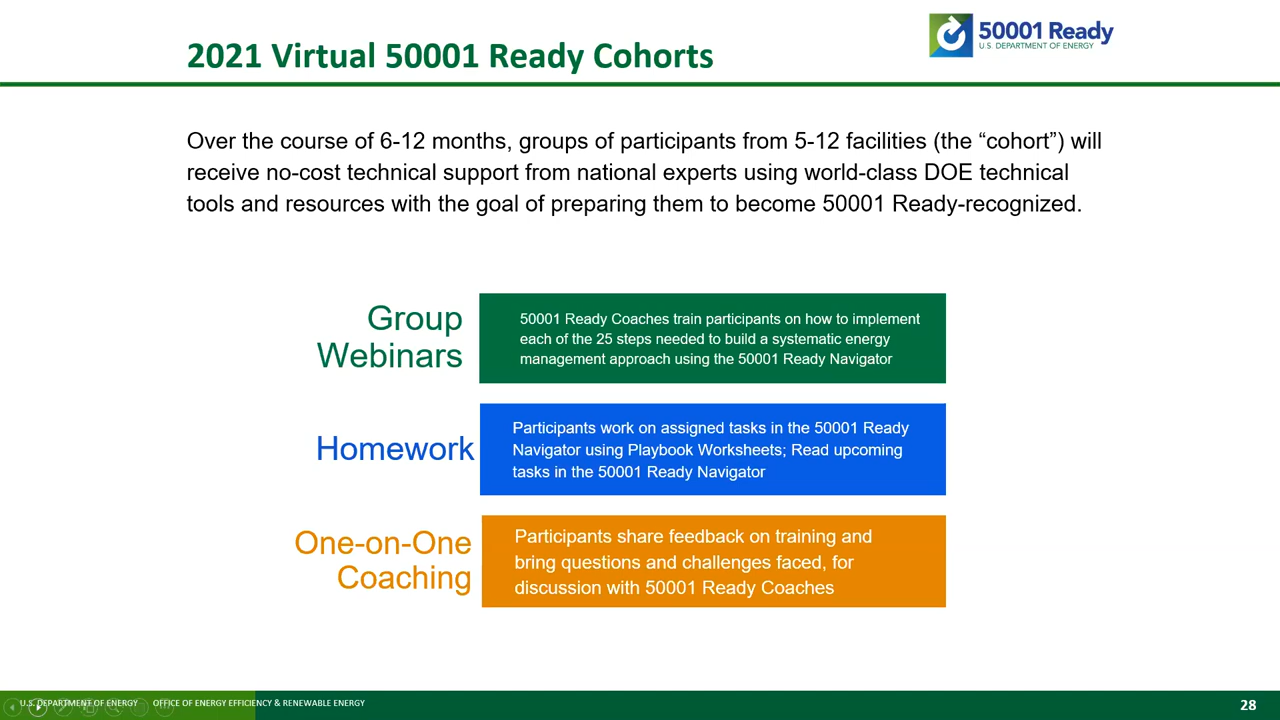 2021 Virtual 50001 Ready Cohorts
50001 Ready
U.S. DEPARTMENT OF ENERGY
Over the course of 6-12 months, groups of participants from 5-12 facilities (the “cohort”) will
receive no-cost technical support from national experts using world-class DOE technical
tools and resources with the goal of preparing them to become 50001 Ready-recognized.
Group
Webinars
50001 Ready Coaches train participants on how to implement
each of the 25 steps needed to build a systematic energy
management approach using the 50001 Ready Navigator
Homework
Participants work on assigned tasks in the 50001 Ready
Navigator using Playbook Worksheets; Read upcoming
tasks in the 50001 Ready Navigator
One-on-One
Coaching
Participants share feedback on training and
bring questions and challenges faced, for
discussion with 50001 Ready Coaches
U.S. DEPARTMENT OF ENERGY OFFICE OF ENERGY EFFICIENCY & RENEWABLE ENERGY
28